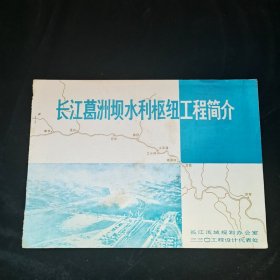 长江葛洲坝水利枢纽工程简介
长江流域规划办公室
三三〇工程设计代表处